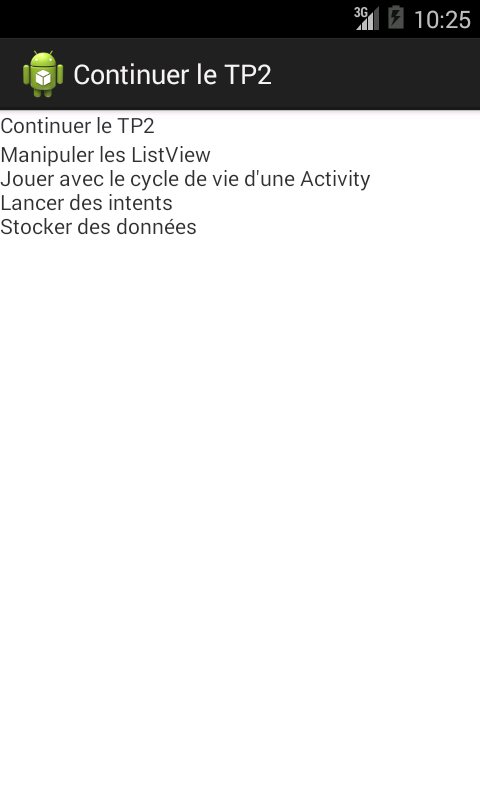 3G
10:25
Continuer le TP2
Continuer le TP2
Manipuler les ListView
Jouer avec le cycle de vie d'une Activity
Lancer des intents
Stocker des données